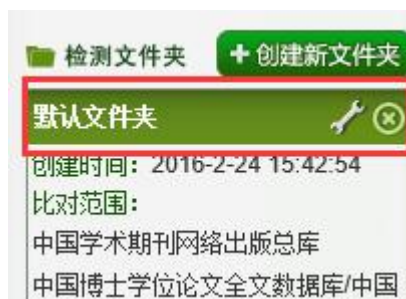 检测文件夹 +创建新文件夹
默认文件夹
创建时间：2016-2-24 15:42:54
比对范围：
中国学术期刊网络出版总库
中国博士学位论文全文数据库/中国